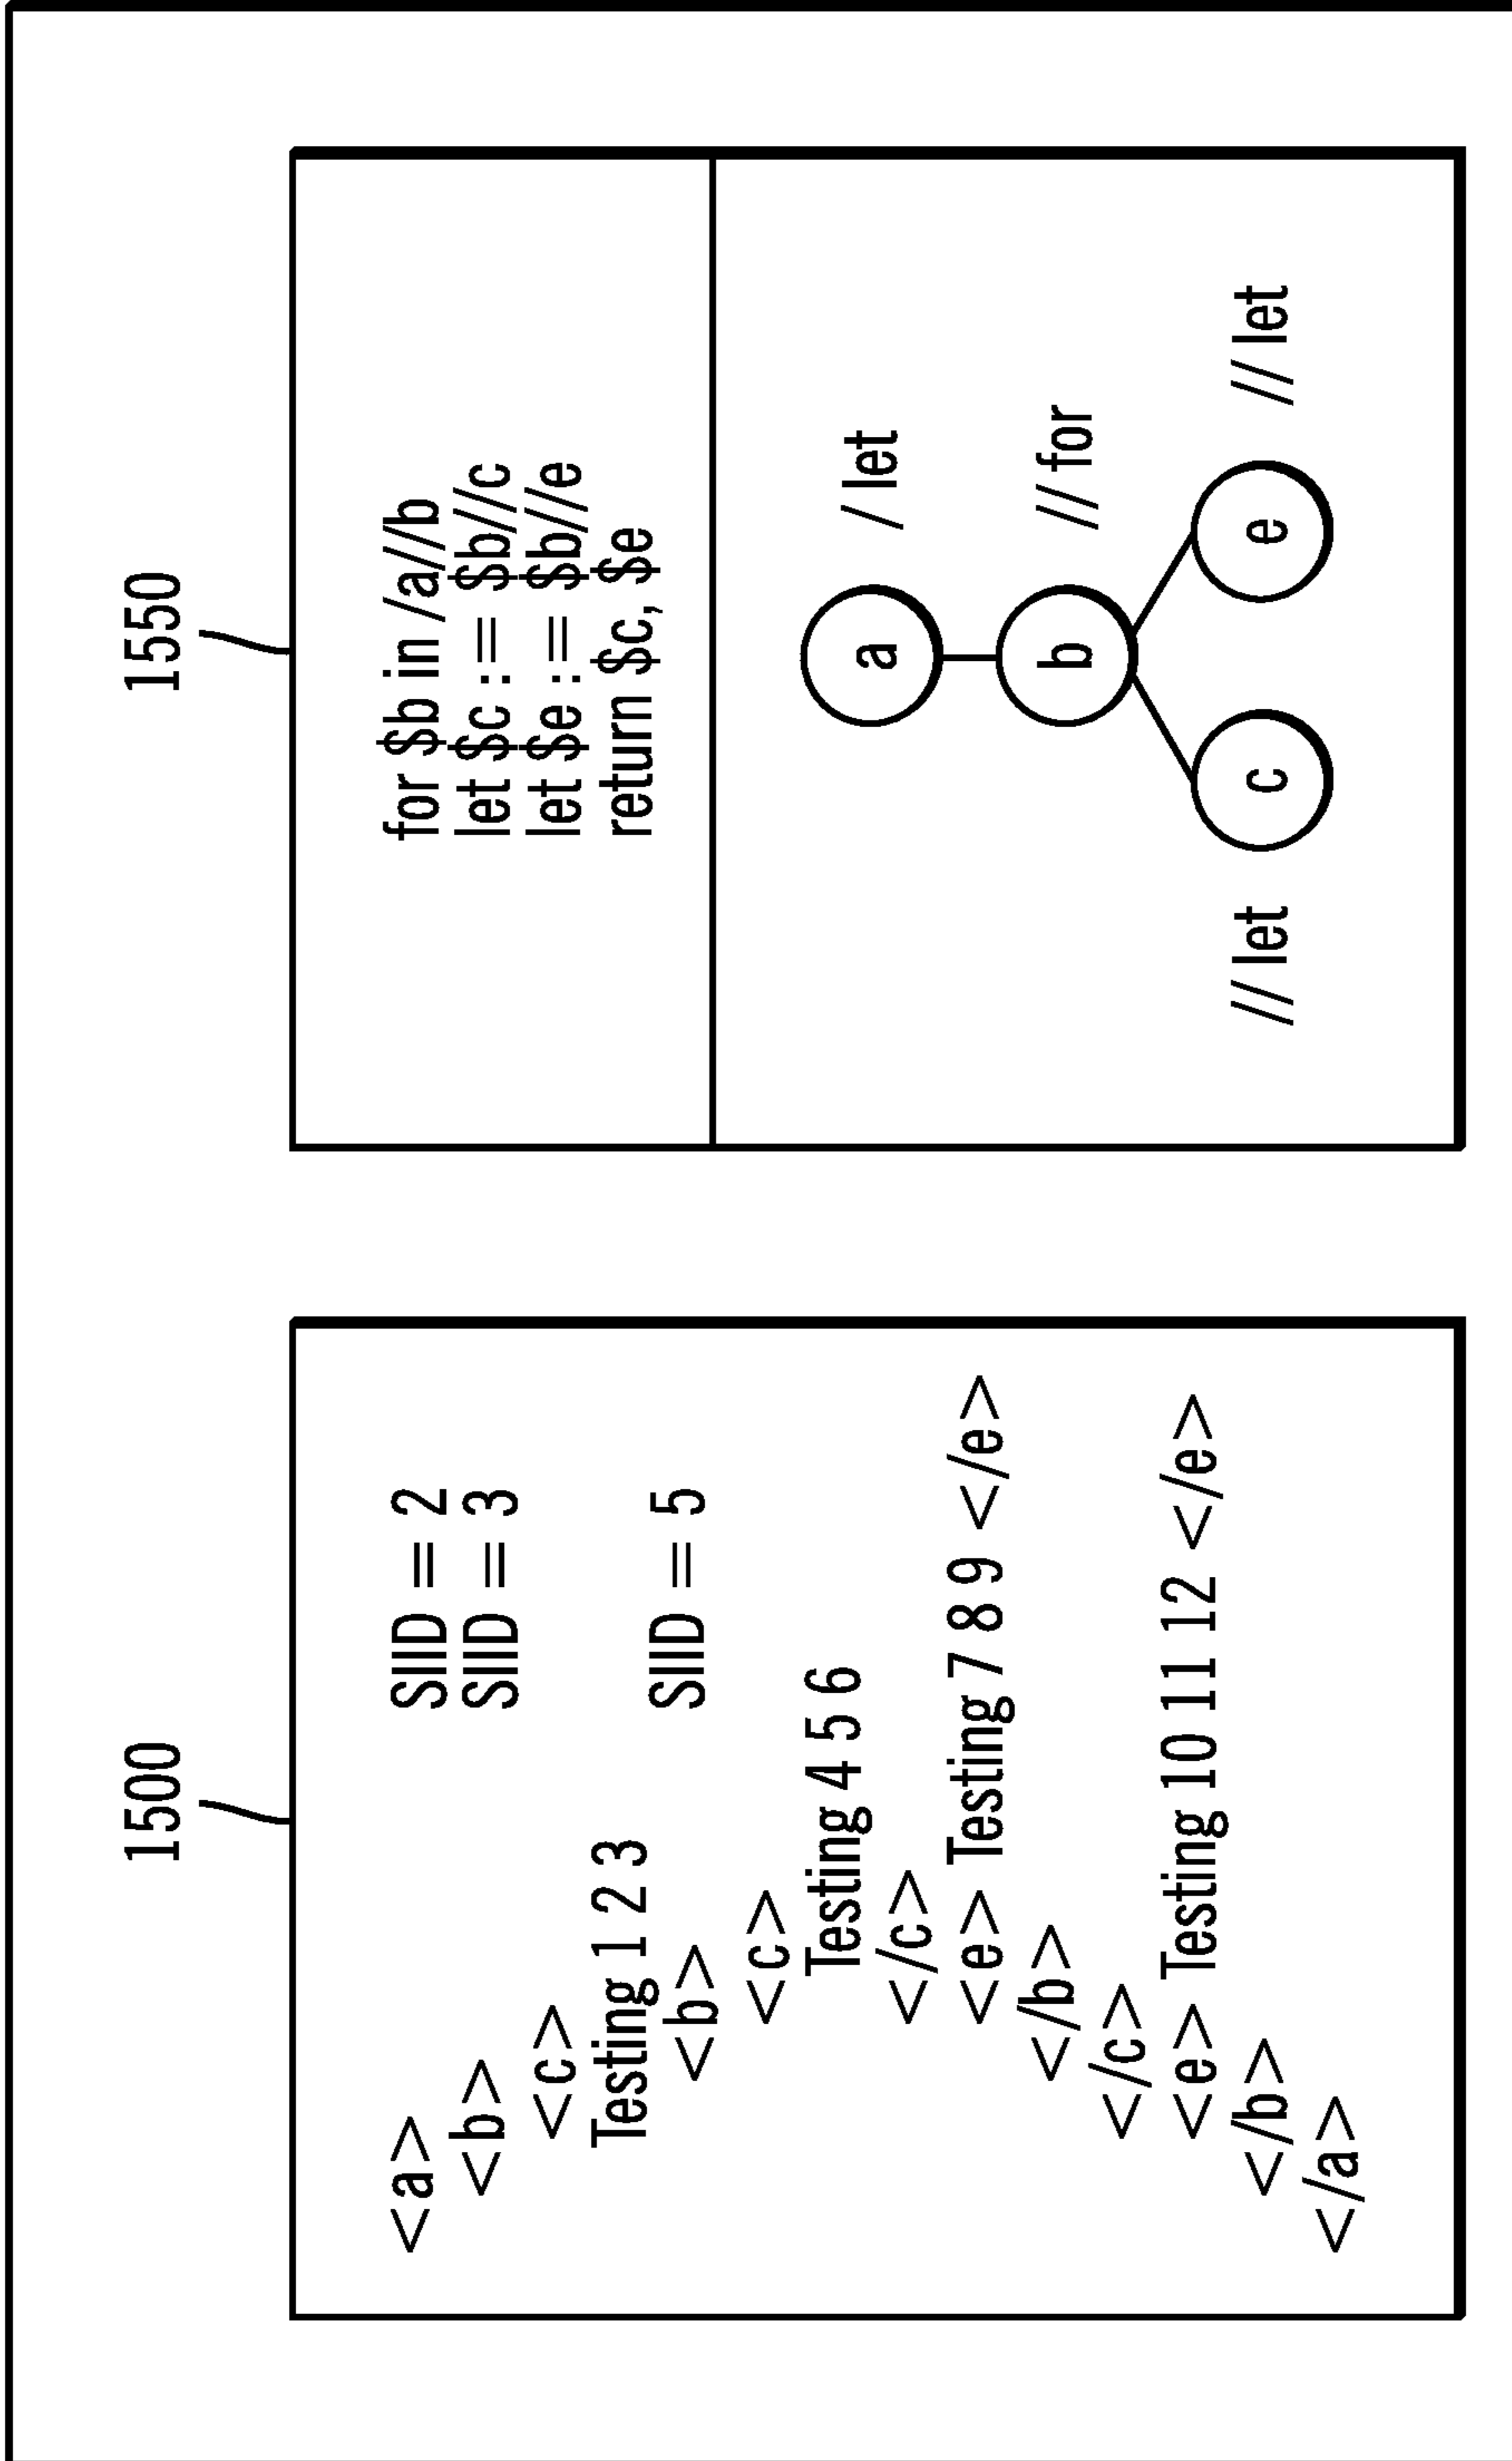 1500
<a> SIID = 2
<b> SIID = 3
<c>
Testing 1 2 3
<b> SIID = 5
<c>
Testing 4 5 6
</c>
<e> Testing 7 8 9 </e>
</b>
</c>
<e> Testing 10 11 12 </e>
</b>
</a>
1550
for $b in /a//b
let $c := $b//c
let $e := $b//e
return $c, $e
a / let
b // for
// let c e // let